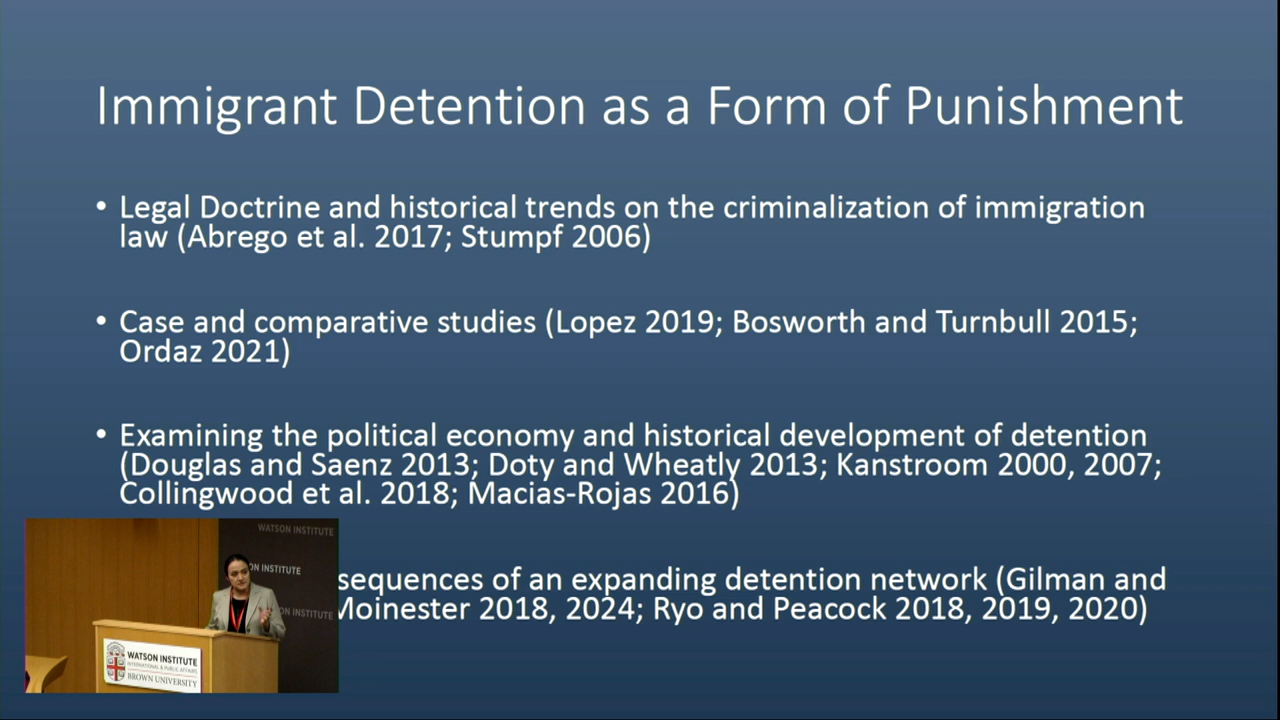 Immigrant Detention as a Form of Punishment
• Legal Doctrine and historical trends on the criminalization of immigration
law (Abrego et al. 2017; Stumpf 2006)
• Case and comparative studies (Lopez 2019; Bosworth and Turnbull 2015;
Ordaz 2021)
• Examining the political economy and historical development of detention
(Douglas and Saenz 2013; Doty and Wheatly 2013; Kanstroom 2000, 2007;
Collingwood et al. 2018; Macias-Rojas 2016)
sequences of an expanding detention network (Gilman and
Moinester 2018, 2024; Ryo and Peacock 2018, 2019, 2020)
WATSON INSTITUTE
ON INSTITUTE
ON INSTITUTE
WATSON INSTITUTE
INTERNATIONAL & PUBLIC AFFAIRS
BROWN UNIVERSITY